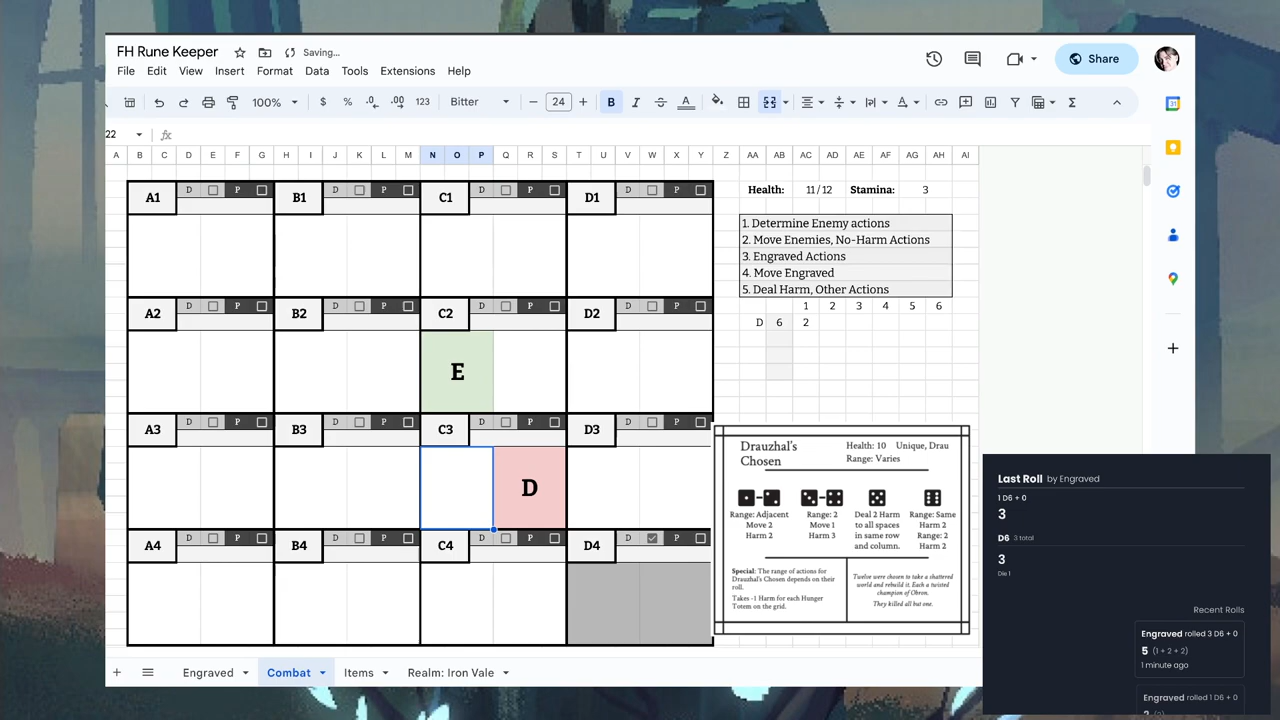 FH Rune Keeper
Saving...
File Edit View Insert Format Data Tools Extensions Help
Share
100% $ % .0 .00 123 Bitter 24 B I A
22 fx
A B C D E F G H I J K L M N O P Q R S T U V W X Y Z AA AB AC AD AE AF AG AH AI
A1 D P B1 D P C1 D P D1 D P
Health: 11 / 12 Stamina: 3
1. Determine Enemy actions
2. Move Enemies, No-Harm Actions
3. Engraved Actions
4. Move Engraved
5. Deal Harm, Other Actions
1 2 3 4 5 6
D 6 2
A2 D P B2 D P C2 D P D2 D P
E
A3 D P B3 D P C3 D P D3 D P
D
A4 D P B4 D P C4 D P D4 D P
Drauzhal's
Chosen
Health: 10 Unique, Drau
Range: Varies
Range: Adjacent
Move 2
Harm 2
Range: 2
Move 1
Harm 3
Deal 2 Harm
to all spaces
in same row
and column.
Range: Same
Harm 2
Range: 2
Harm 2
Special: The range of actions for
Drauzhal's Chosen depends on their
roll.
Takes -1 Harm for each Hunger
Totem on the grid.
Twelve were chosen to take a shattered
world and rebuild it. Each a twisted
champion of Ohron.
They killed all but one.
Engraved Combat Items Realm: Iron Vale
31
Last Roll by Engraved
1 D6 + 0
3
D6 3 total
3
Die 1
Recent Rolls
Engraved rolled 3 D6 + 0
5 (1 + 2 + 2)
1 minute ago
Engraved rolled 1 D6 + 0